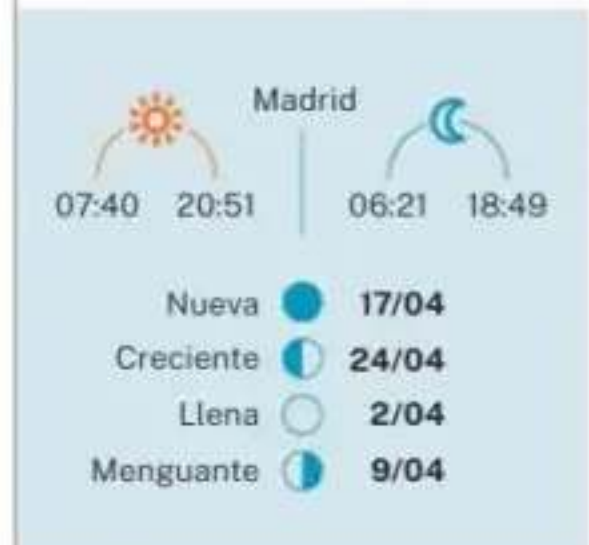 Madrid
07:40 20:51 06:21 18:49
Nueva 17/04
Creciente 24/04
Llena 2/04
Menguante 9/04